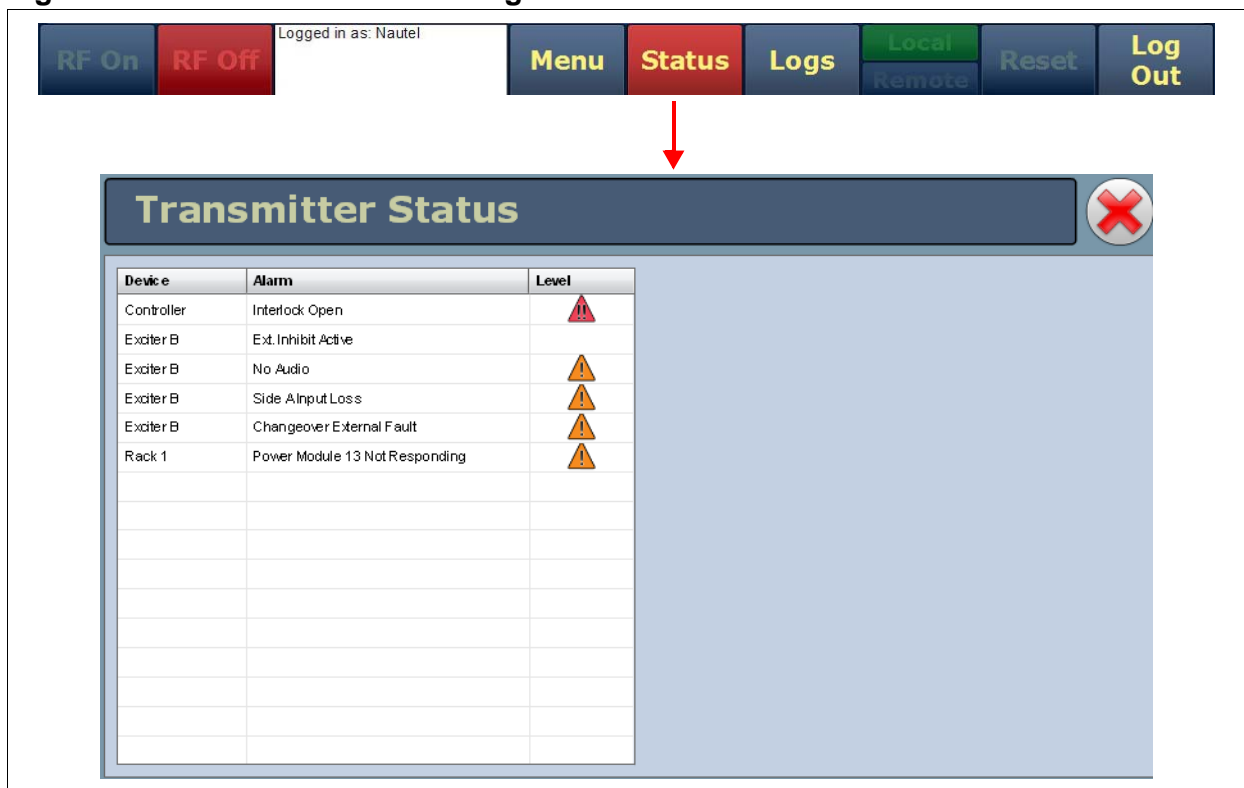 Logged in as: Nautel
RF On
RF Off
Menu
Status
Logs
Local
Remote
Reset
Log
Out
Transmitter Status
Device Alarm Level
Controller Interlock Open
Exciter B Ext. Inhibit Active
Exciter B No Audio
Exciter B Side A Input Loss
Exciter B Changeover External Fault
Rack 1 Power Module 13 Not Responding